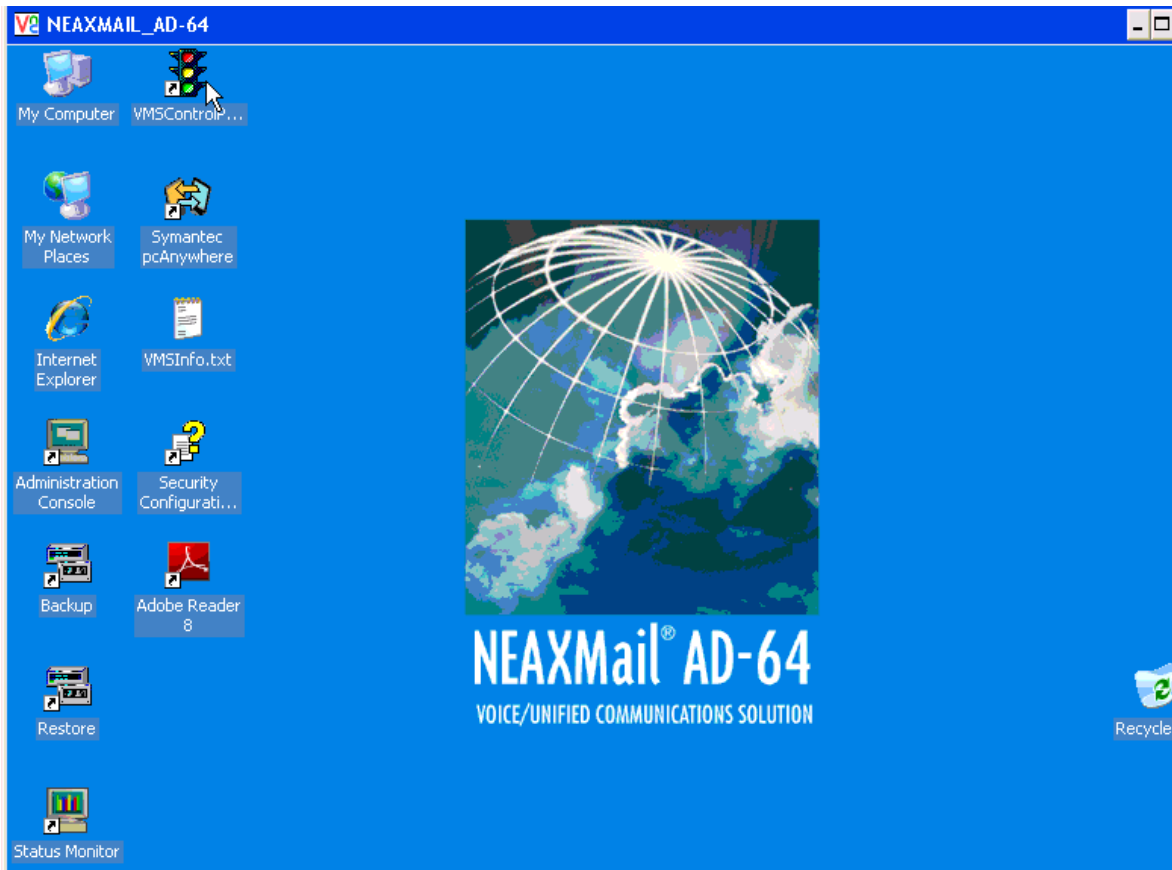 NEAXMAIL_AD-64
My Computer
VMSControlP...
My Network
Places
Symantec
pcAnywhere
Internet
Explorer
VMSInfo.txt
Administration
Console
Security
Configurati...
Backup
Adobe Reader
8
Restore
Status Monitor
NEAXMail® AD-64
VOICE/UNIFIED COMMUNICATIONS SOLUTION
Recycle